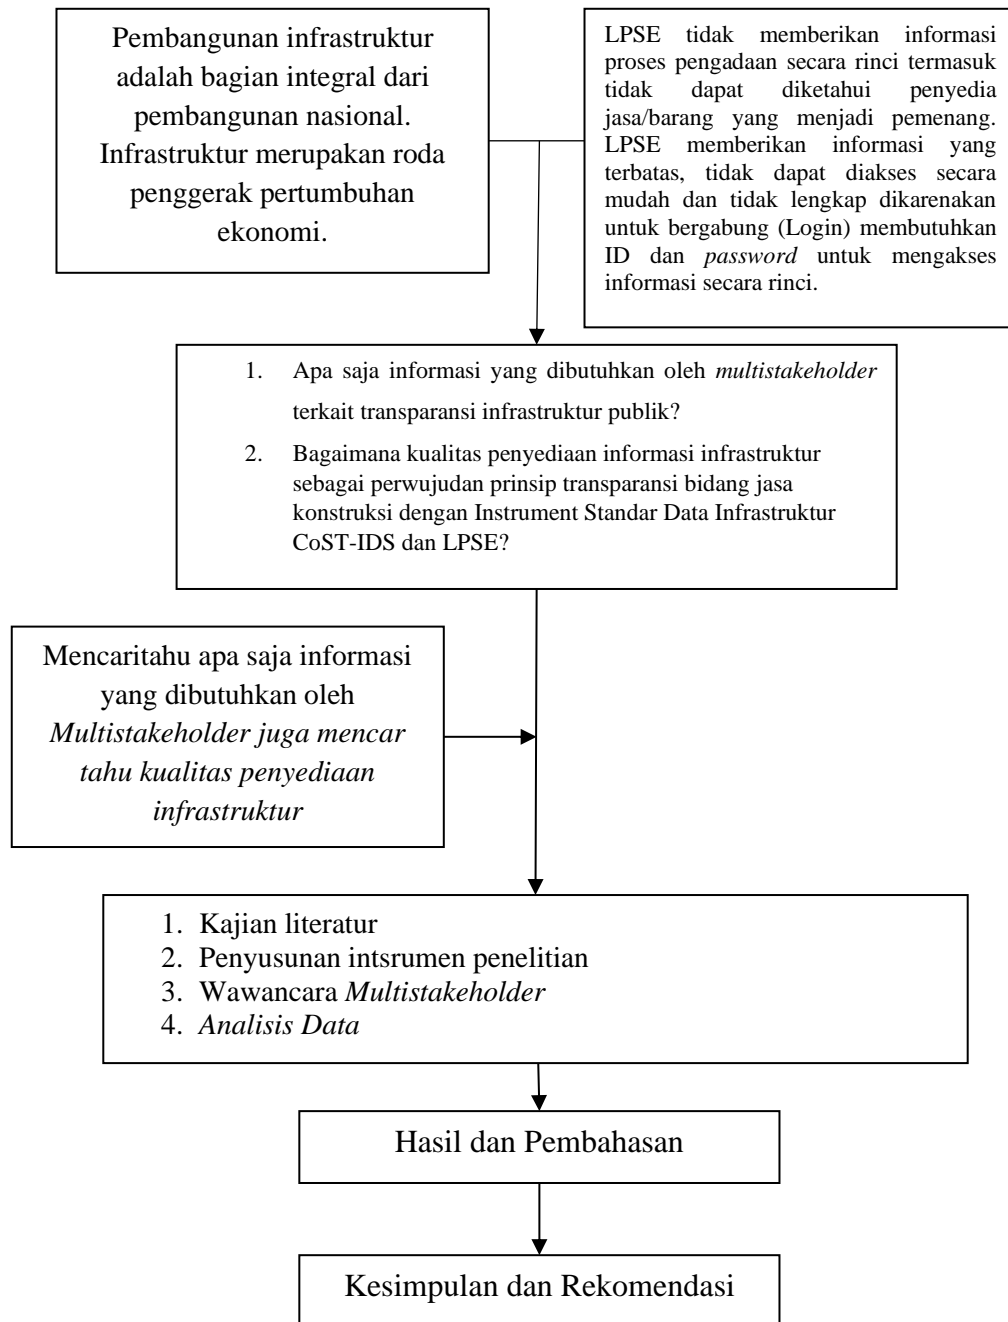 Pembangunan infrastruktur
adalah bagian integral dari
pembangunan nasional.
Infrastruktur merupakan roda
penggerak pertumbuhan
ekonomi.
LPSE tidak memberikan informasi
proses pengadaan secara rinci termasuk
tidak dapat diketahui penyedia
jasa/barang yang menjadi pemenang.
LPSE memberikan informasi yang
terbatas, tidak dapat diakses secara
mudah dan tidak lengkap dikarenakan
untuk bergabung (Login) membutuhkan
ID dan password untuk mengakses
informasi secara rinci.
1. Apa saja informasi yang dibutuhkan oleh multistakeholder
terkait transparansi infrastruktur publik?
2. Bagaimana kualitas penyediaan informasi infrastruktur
sebagai perwujudan prinsip transparansi bidang jasa
konstruksi dengan Instrument Standar Data Infrastruktur
CoST-IDS dan LPSE?
Mencaritahu apa saja informasi
yang dibutuhkan oleh
Multistakeholder juga mencar
tahu kualitas penyediaan
infrastruktur
1. Kajian literatur
2. Penyusunan intsrumen penelitian
3. Wawancara Multistakeholder
4. Analisis Data
Hasil dan Pembahasan
Kesimpulan dan Rekomendasi